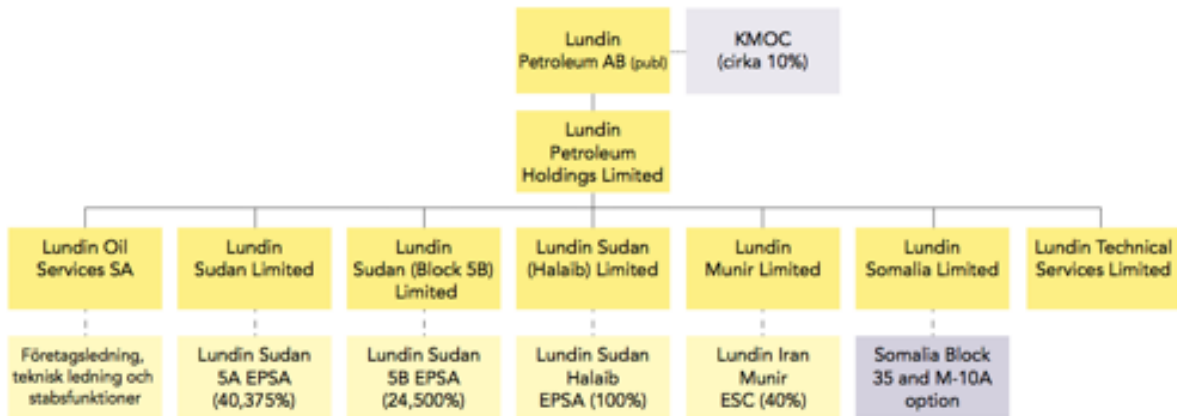 Lundin
Petroleum AB (publ)
KMOC
(cirka 10%)
Lundin
Petroleum
Holdings Limited
Lundin Oil
Services SA
Lundin
Sudan Limited
Lundin
Sudan (Block 5B)
Limited
Lundin Sudan
(Halaib) Limited
Lundin
Munir Limited
Lundin
Somalia Limited
Lundin Technical
Services Limited
Företagsledning,
teknisk ledning och
stabsfunktioner
Lundin Sudan
5A EPSA
(40,375%)
Lundin Sudan
5B EPSA
(24,500%)
Lundin Sudan
Halaib
EPSA (100%)
Lundin Iran
Munir
ESC (40%)
Somalia Block
35 and M-10A
option